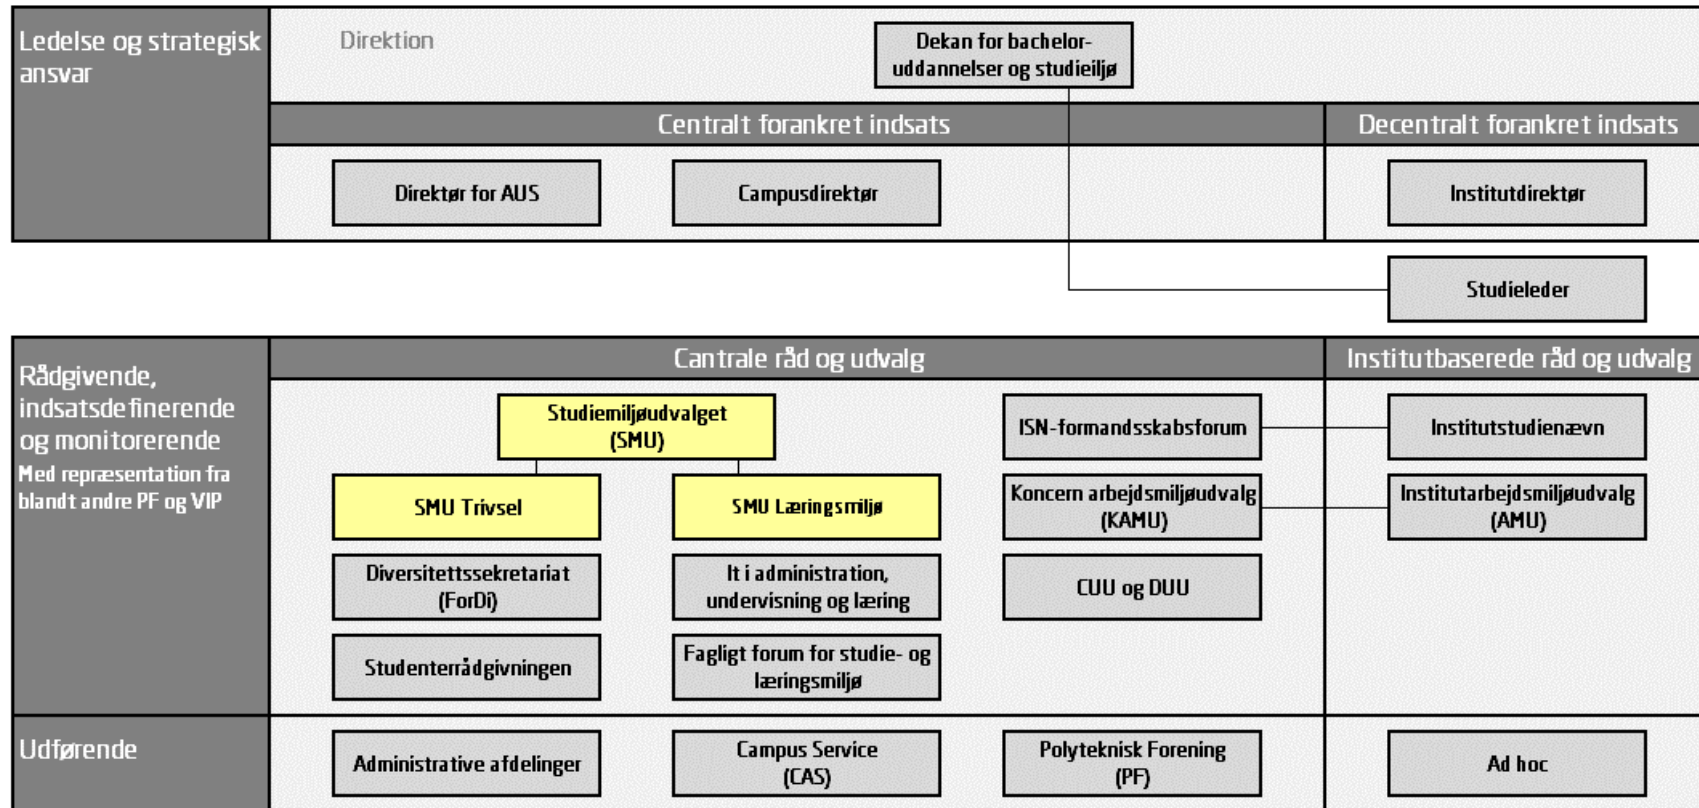 Ledelse og strategisk
ansvar
Direktion
Dekan for bachelor-
uddannelser og studieiljø
Centralt forankret indsats
Decentralt forankret indsats
Direktør for AUS
Campusdirektør
Institutdirektør
Studieleder
Rådgivende,
indsatsdefinerende
og monitorerende
Med repræsentation fra
blandt andre PF og VIP
Cantrale råd og udvalg
Institutbaserede råd og udvalg
Studiemiljøudvalget
(SMU)
ISN-formandsskabsforum
Institutstudienævn
SMU Trivsel
SMU Læringsmiljø
Koncern arbejdsmiljøudvalg
(KAMU)
Institutarbejdsmiljøudvalg
(AMU)
Diversitettssekretariat
(ForDi)
It i administration,
undervisning og læring
CUU og DUU
Studenterrådgivningen
Fagligt forum for studie- og
læringsmiljø
Udførende
Administrative afdelinger
Campus Service
(CAS)
Polyteknisk Forening
(PF)
Ad hoc